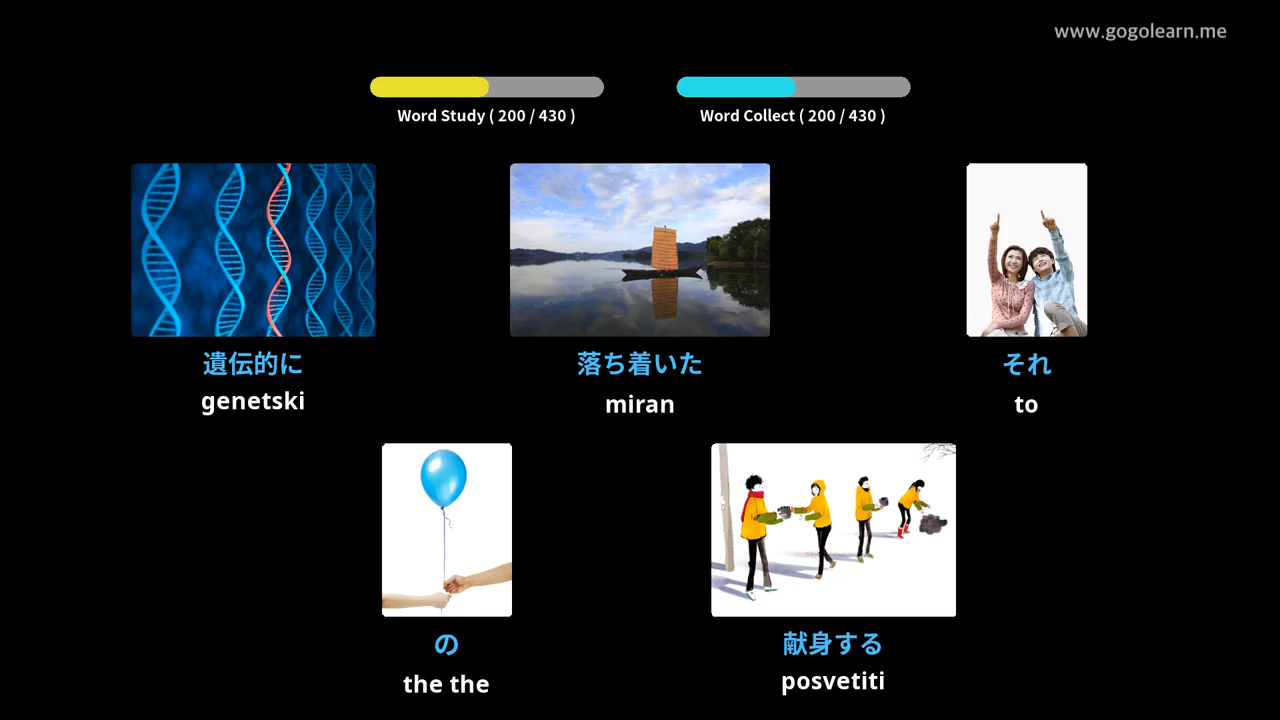 www.gogolearn.me
Word Study ( 200 / 430 )
Word Collect ( 200 / 430 )
遺伝的に
genetski
落ち着いた
miran
それ
to
の
the the
献身する
posvetiti